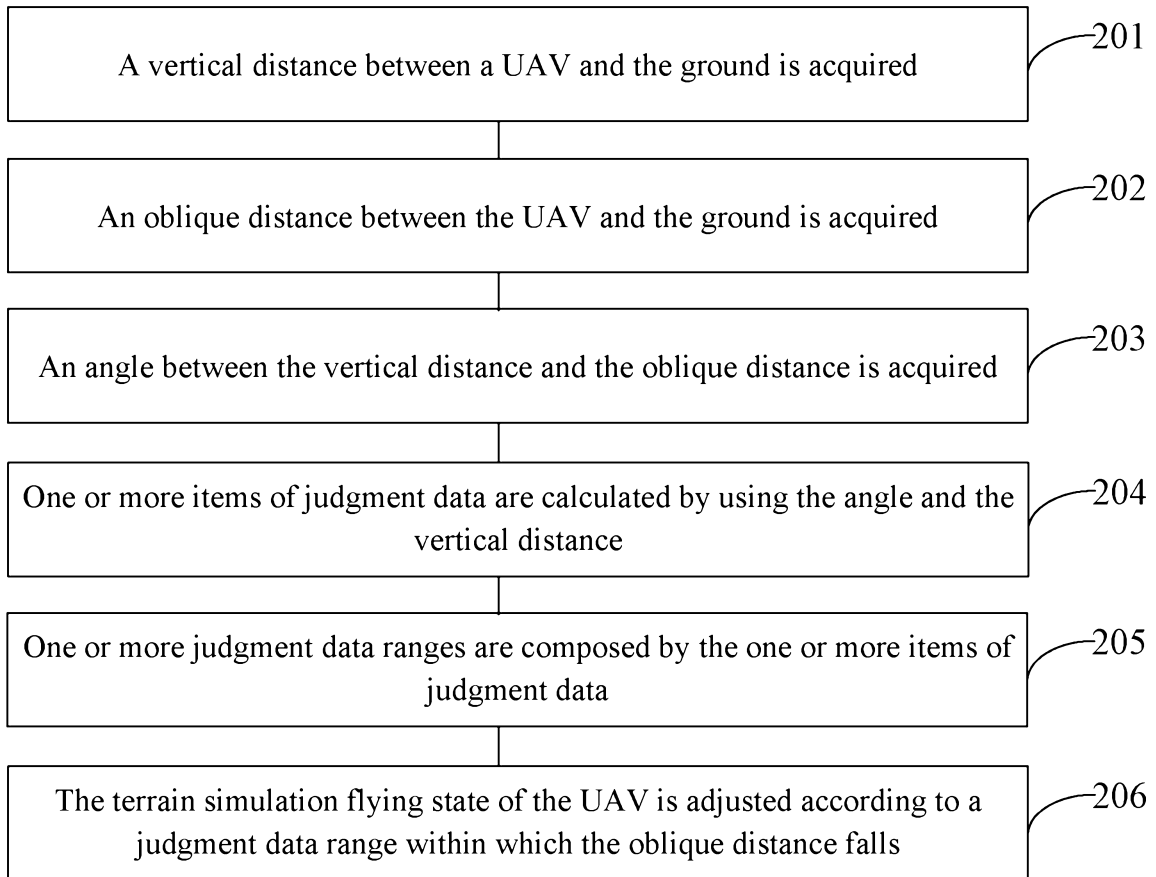 A vertical distance between a UAV and the ground is acquired
201
An oblique distance between the UAV and the ground is acquired
202
An angle between the vertical distance and the oblique distance is acquired
203
One or more items of judgment data are calculated by using the angle and the
vertical distance
204
One or more judgment data ranges are composed by the one or more items of
judgment data
205
The terrain simulation flying state of the UAV is adjusted according to a
judgment data range within which the oblique distance falls
206